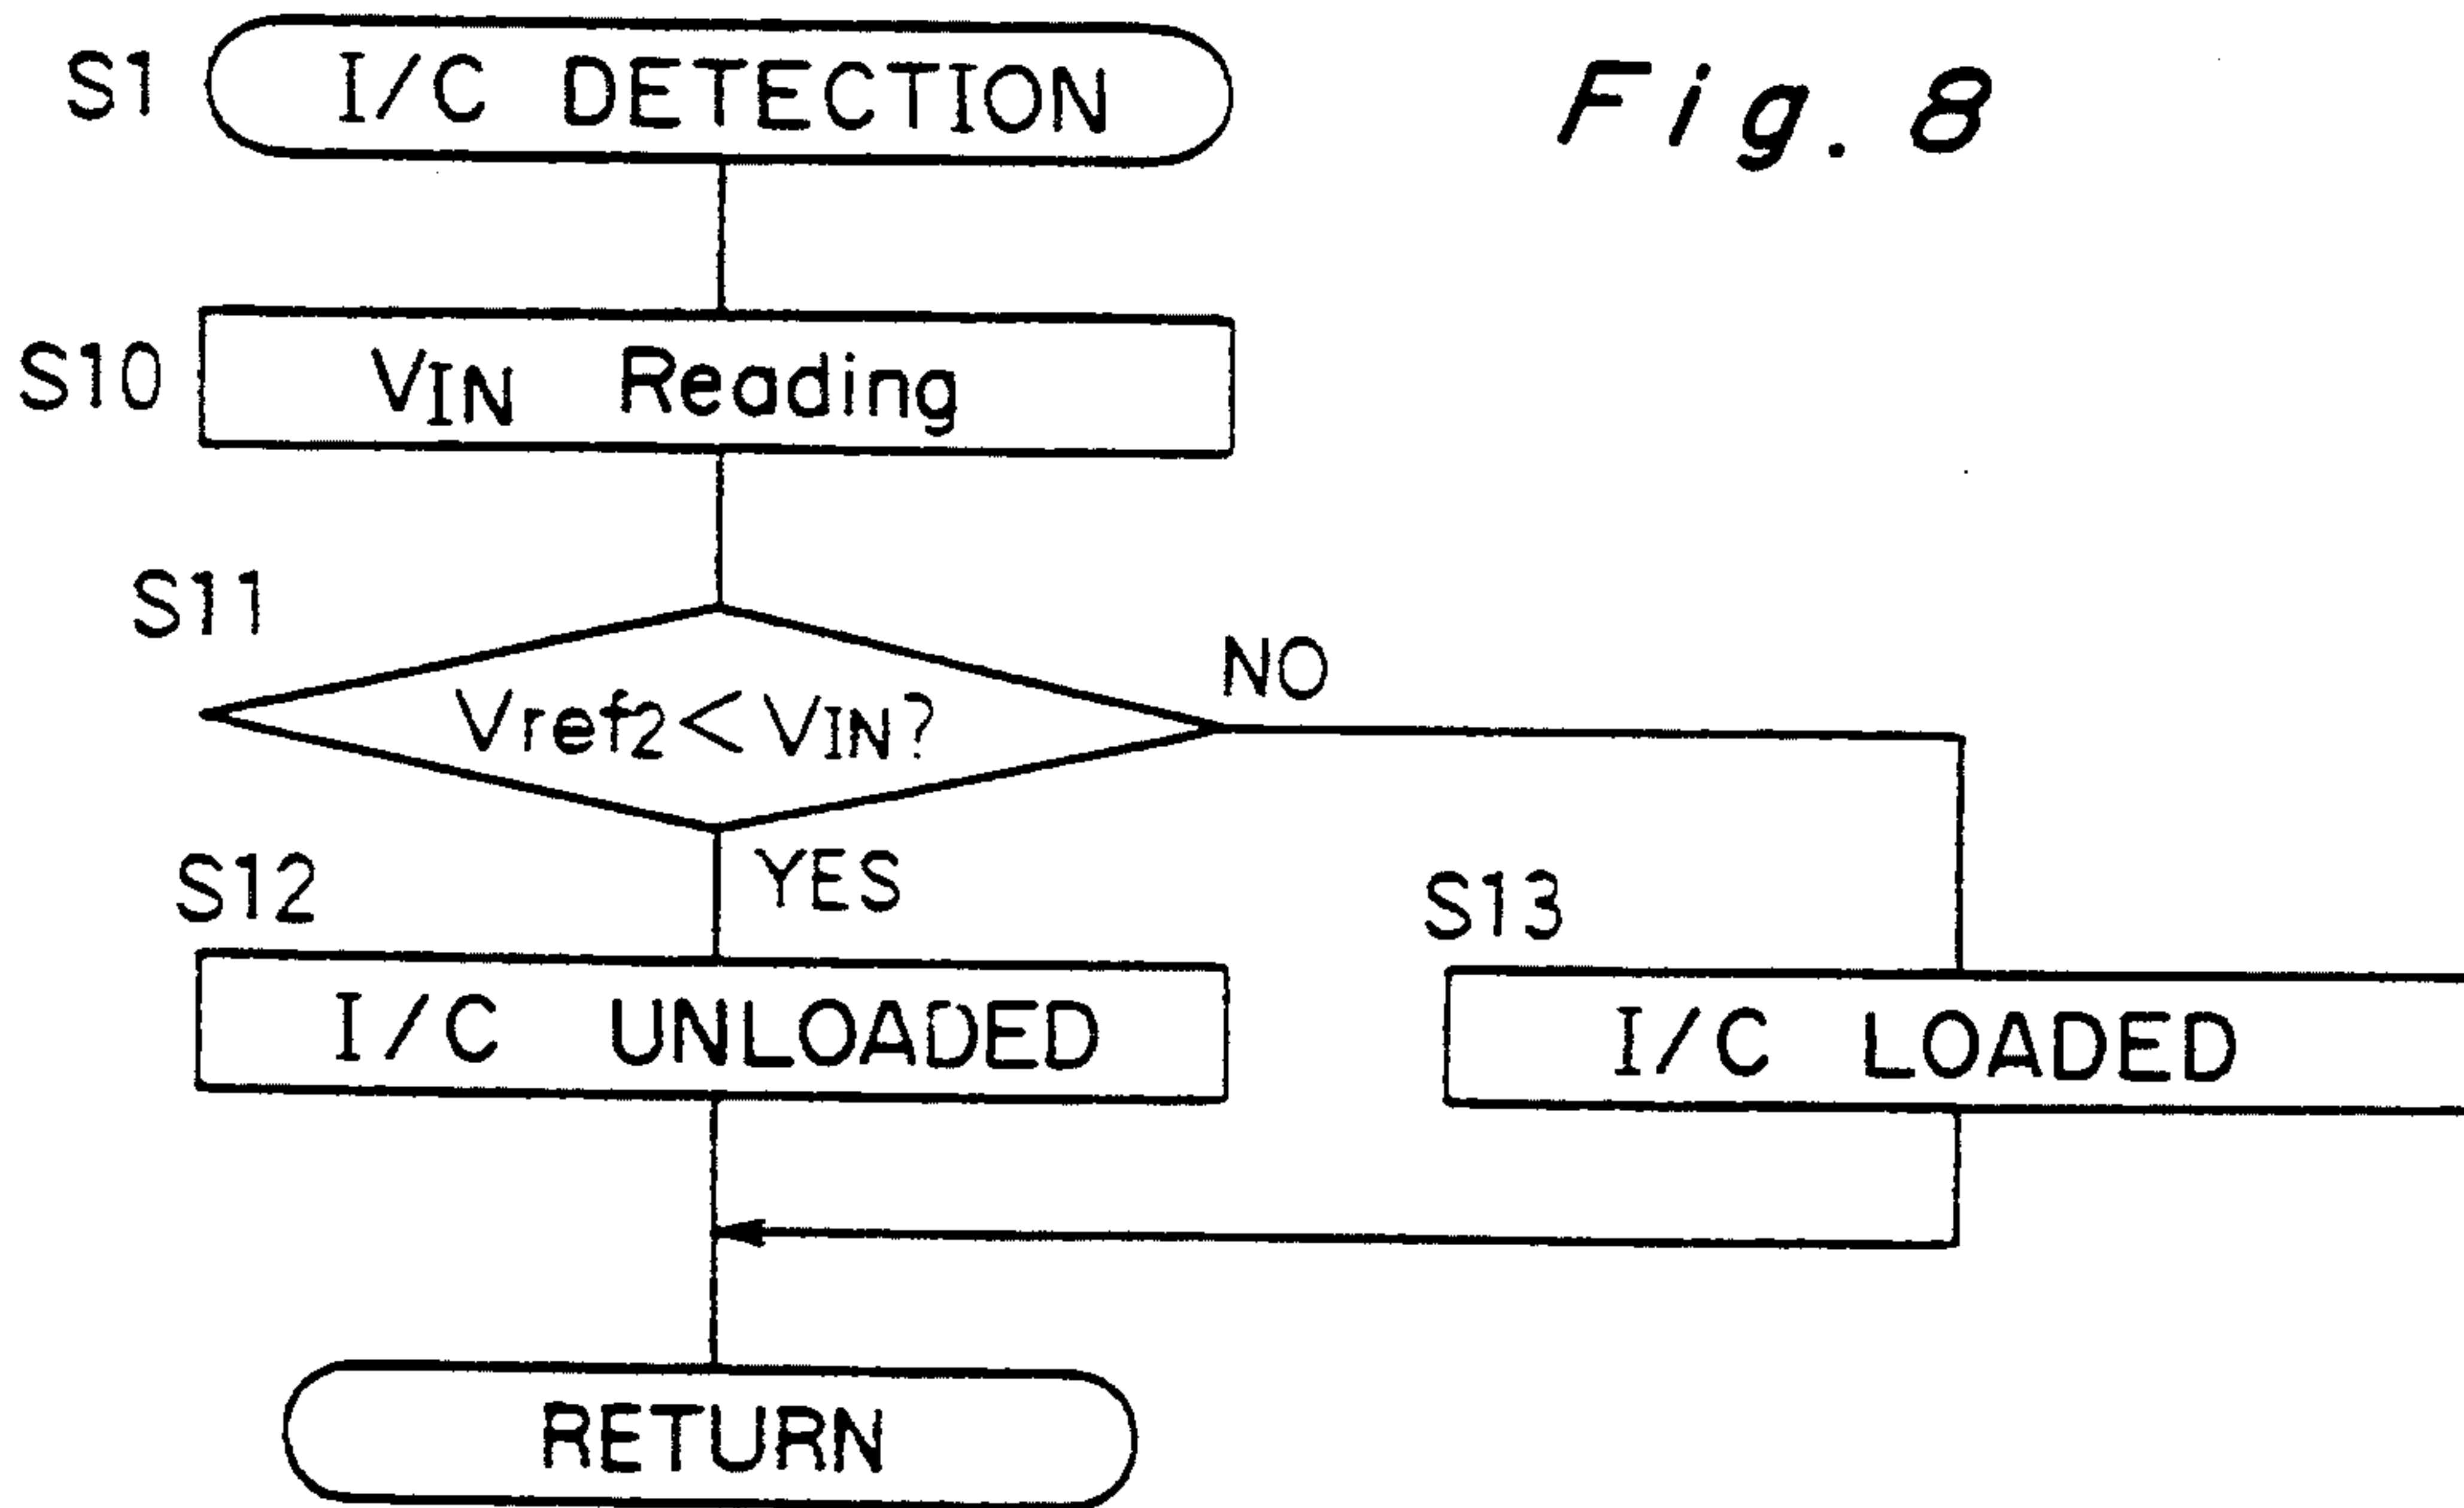 Fig. 8
S1 I/C DETECTION
S10 VIN Reading
S11
Vref2 < VIN?
NO
YES
S12
I/C UNLOADED
S13
I/C LOADED
RETURN